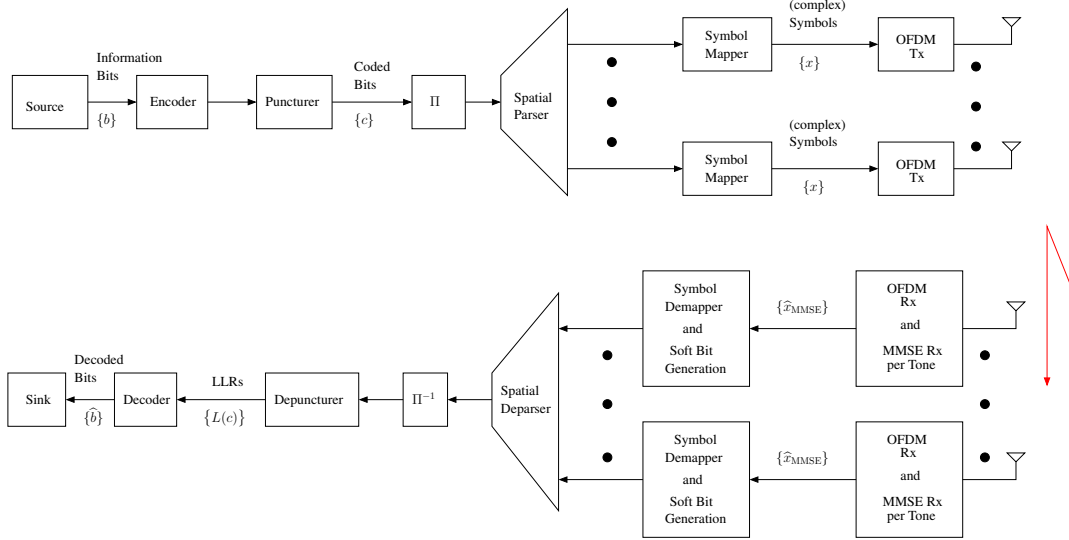 Source
Information
Bits
{b}
Encoder
Puncturer
Coded
Bits
{c}
Π
Spatial
Parser
Symbol
Mapper
(complex)
Symbols
{x}
OFDM
Tx
Symbol
Mapper
(complex)
Symbols
{x}
OFDM
Tx
Sink
Decoded
Bits
{b̂}
Decoder
LLRs
{L(c)}
Depuncturer
Π⁻¹
Spatial
Deparser
Symbol
Demapper
and
Soft Bit
Generation
{x̂_MMSE}
OFDM
Rx
and
MMSE Rx
per Tone
Symbol
Demapper
and
Soft Bit
Generation
{x̂_MMSE}
OFDM
Rx
and
MMSE Rx
per Tone